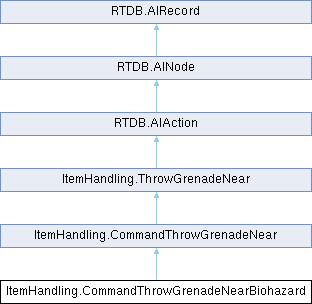 RTDB.AIRecord
RTDB.AINode
RTDB.AIAction
ItemHandling.ThrowGrenadeNear
ItemHandling.CommandThrowGrenadeNear
ItemHandling.CommandThrowGrenadeNearBiohazard